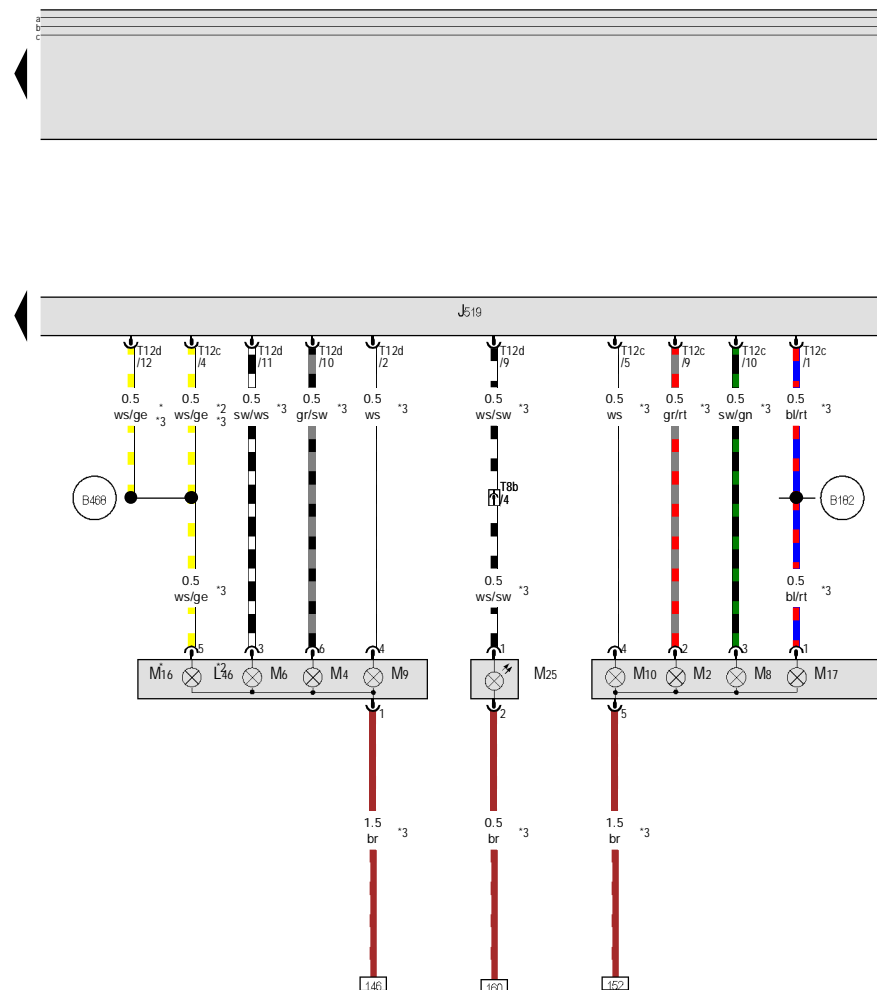 a
b
c
J519
T12d T12c T12d T12d T12d T12d T12c T12c T12c T12c
/12 /4 /11 /10 /2 /9 /5 /9 /10 /1
0.5 0.5 0.5 0.5 0.5 0.5 0.5 0.5 0.5 0.5
ws/ge * *3 ws/ge *2 *3 sw/ws *3 gr/sw *3 ws *3 ws/sw *3 ws *3 gr/rt *3 sw/gn *3 bl/rt *3
B468 T8b B182
/4
0.5 0.5 0.5
ws/ge *3 ws/sw *3 bl/rt *3
5 3 6 4 1 4 2 3 1
M16 * L46 *2 M6 M4 M9 M25 M10 M2 M8 M17
1 2 5
1.5 0.5 1.5
br *3 br *3 br *3
146 160 152